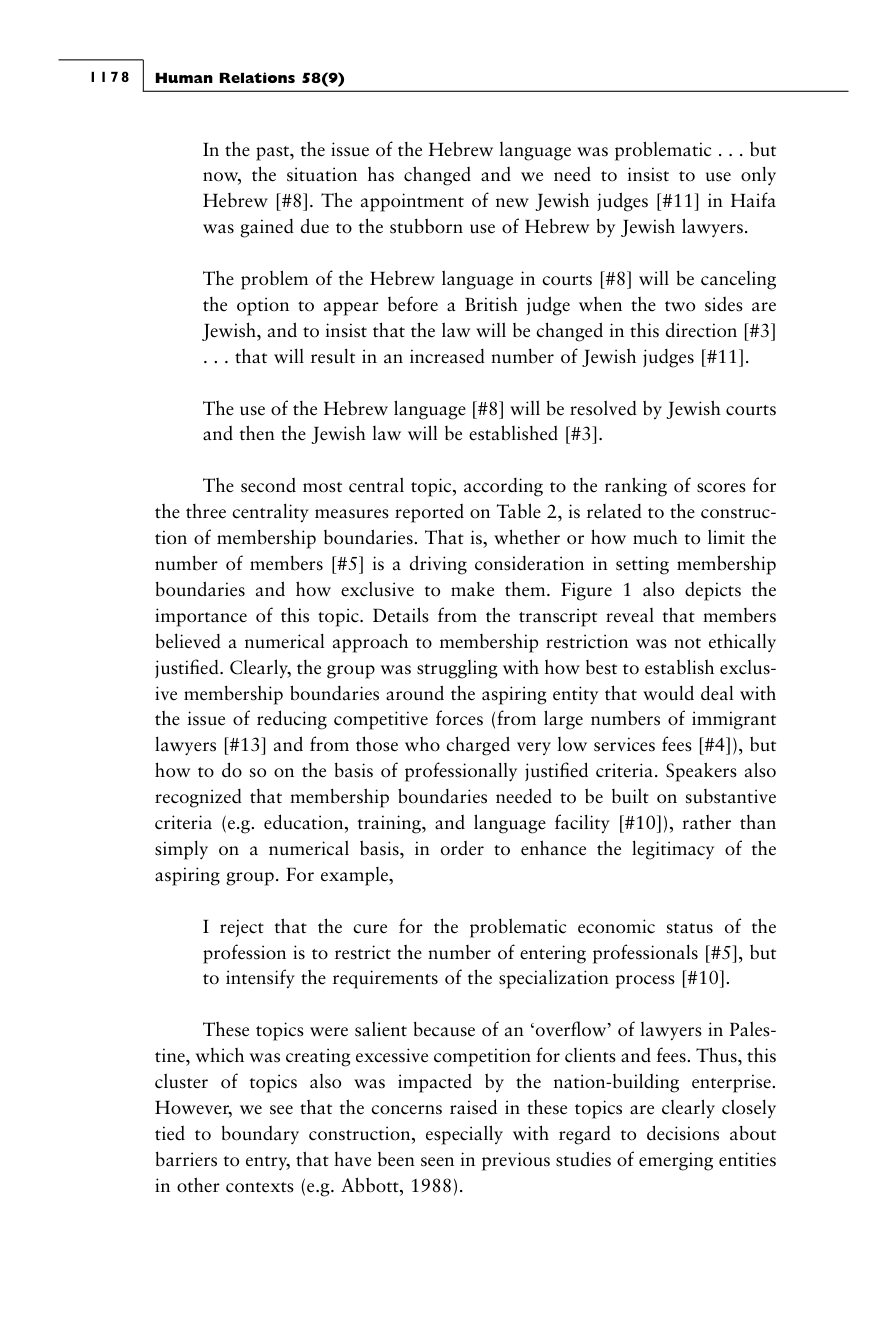 1178
Human Relations 58(9)
In the past, the issue of the Hebrew language was problematic . . . but
now, the situation has changed and we need to insist to use only
Hebrew [#8]. The appointment of new Jewish judges [#11] in Haifa
was gained due to the stubborn use of Hebrew by Jewish lawyers.
The problem of the Hebrew language in courts [#8] will be canceling
the option to appear before a British judge when the two sides are
Jewish, and to insist that the law will be changed in this direction [#3]
. . . that will result in an increased number of Jewish judges [#11].
The use of the Hebrew language [#8] will be resolved by Jewish courts
and then the Jewish law will be established [#3].
The second most central topic, according to the ranking of scores for
the three centrality measures reported on Table 2, is related to the construc-
tion of membership boundaries. That is, whether or how much to limit the
number of members [#5] is a driving consideration in setting membership
boundaries and how exclusive to make them. Figure 1 also depicts the
importance of this topic. Details from the transcript reveal that members
believed a numerical approach to membership restriction was not ethically
justified. Clearly, the group was struggling with how best to establish exclus-
ive membership boundaries around the aspiring entity that would deal with
the issue of reducing competitive forces (from large numbers of immigrant
lawyers [#13] and from those who charged very low services fees [#4]), but
how to do so on the basis of professionally justified criteria. Speakers also
recognized that membership boundaries needed to be built on substantive
criteria (e.g. education, training, and language facility [#10]), rather than
simply on a numerical basis, in order to enhance the legitimacy of the
aspiring group. For example,
I reject that the cure for the problematic economic status of the
profession is to restrict the number of entering professionals [#5], but
to intensify the requirements of the specialization process [#10].
These topics were salient because of an ‘overflow’ of lawyers in Pales-
tine, which was creating excessive competition for clients and fees. Thus, this
cluster of topics also was impacted by the nation-building enterprise.
However, we see that the concerns raised in these topics are clearly closely
tied to boundary construction, especially with regard to decisions about
barriers to entry, that have been seen in previous studies of emerging entities
in other contexts (e.g. Abbott, 1988).